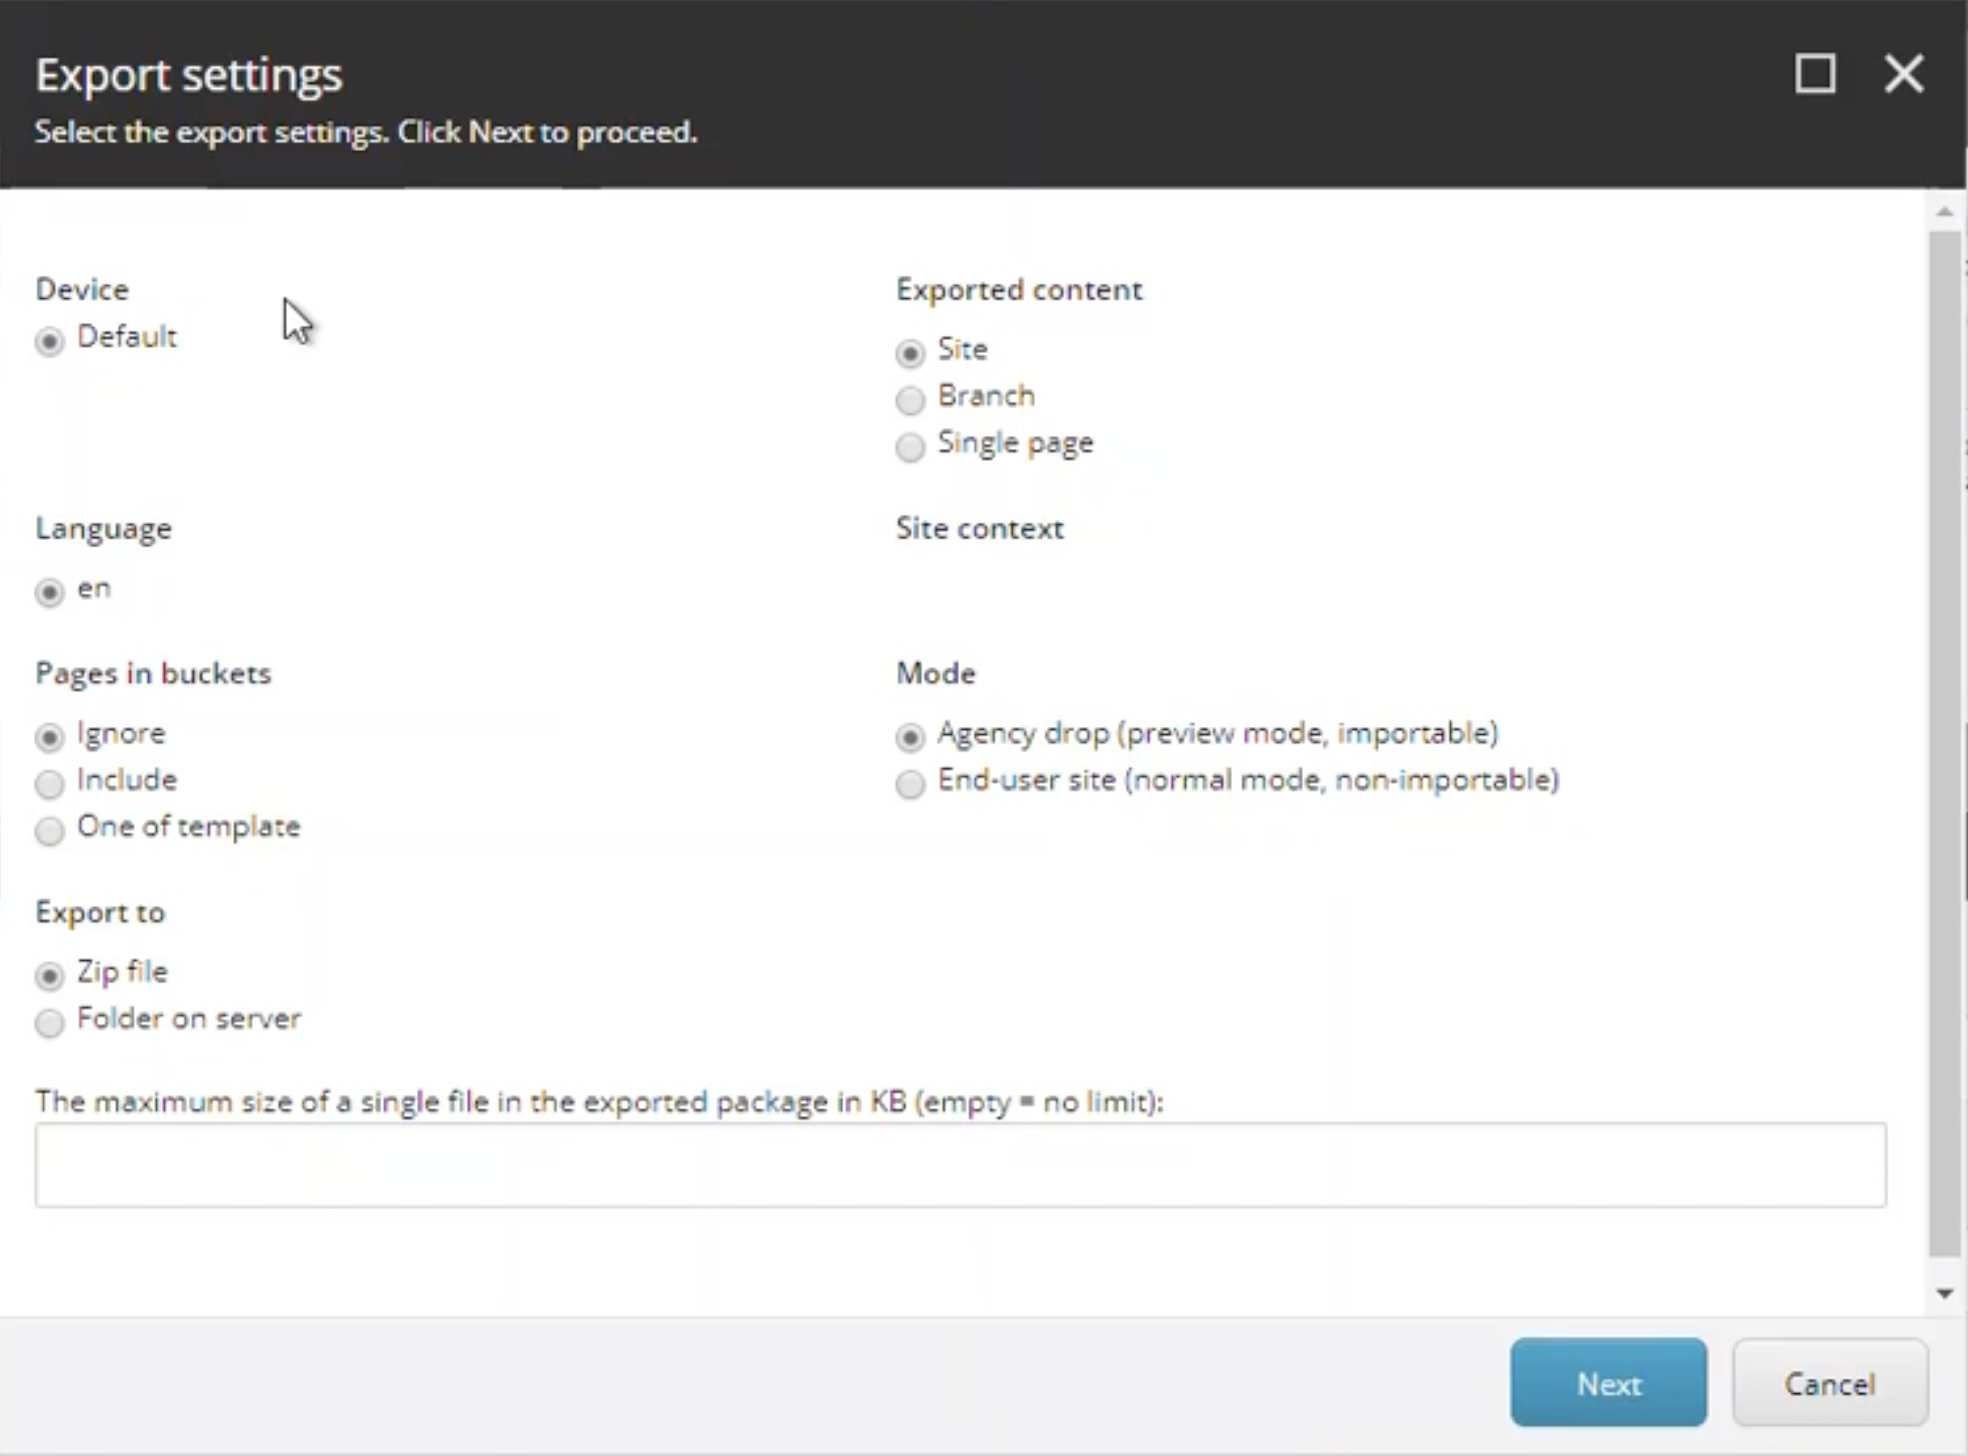 Export settings
Select the export settings. Click Next to proceed.
Device
Default
Exported content
Site
Branch
Single page
Language
en
Site context
Pages in buckets
Ignore
Include
One of template
Mode
Agency drop (preview mode, importable)
End-user site (normal mode, non-importable)
Export to
Zip file
Folder on server
The maximum size of a single file in the exported package in KB (empty = no limit):
Next
Cancel